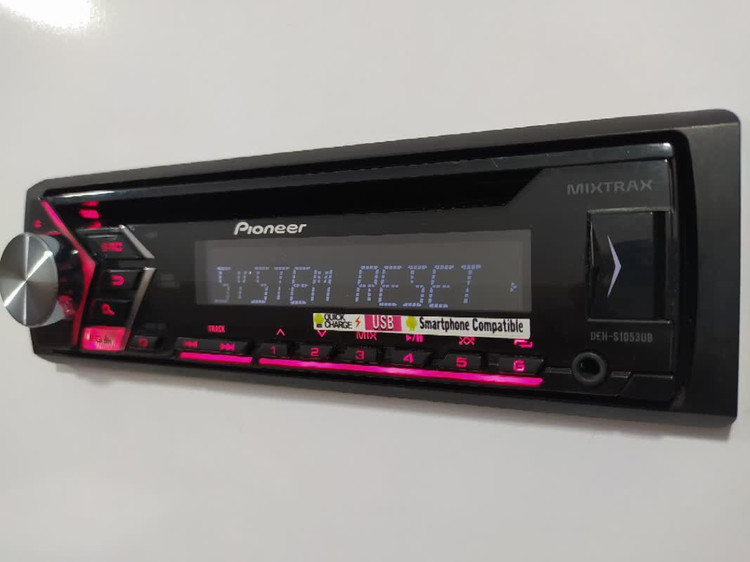 MIXTRAX
Pioneer
SRC
SYSTEM RESET
QUICK CHARGE USB Smartphone Compatible
DEH-S1053UB
TRACK MIX
1 2 3 4 5 6